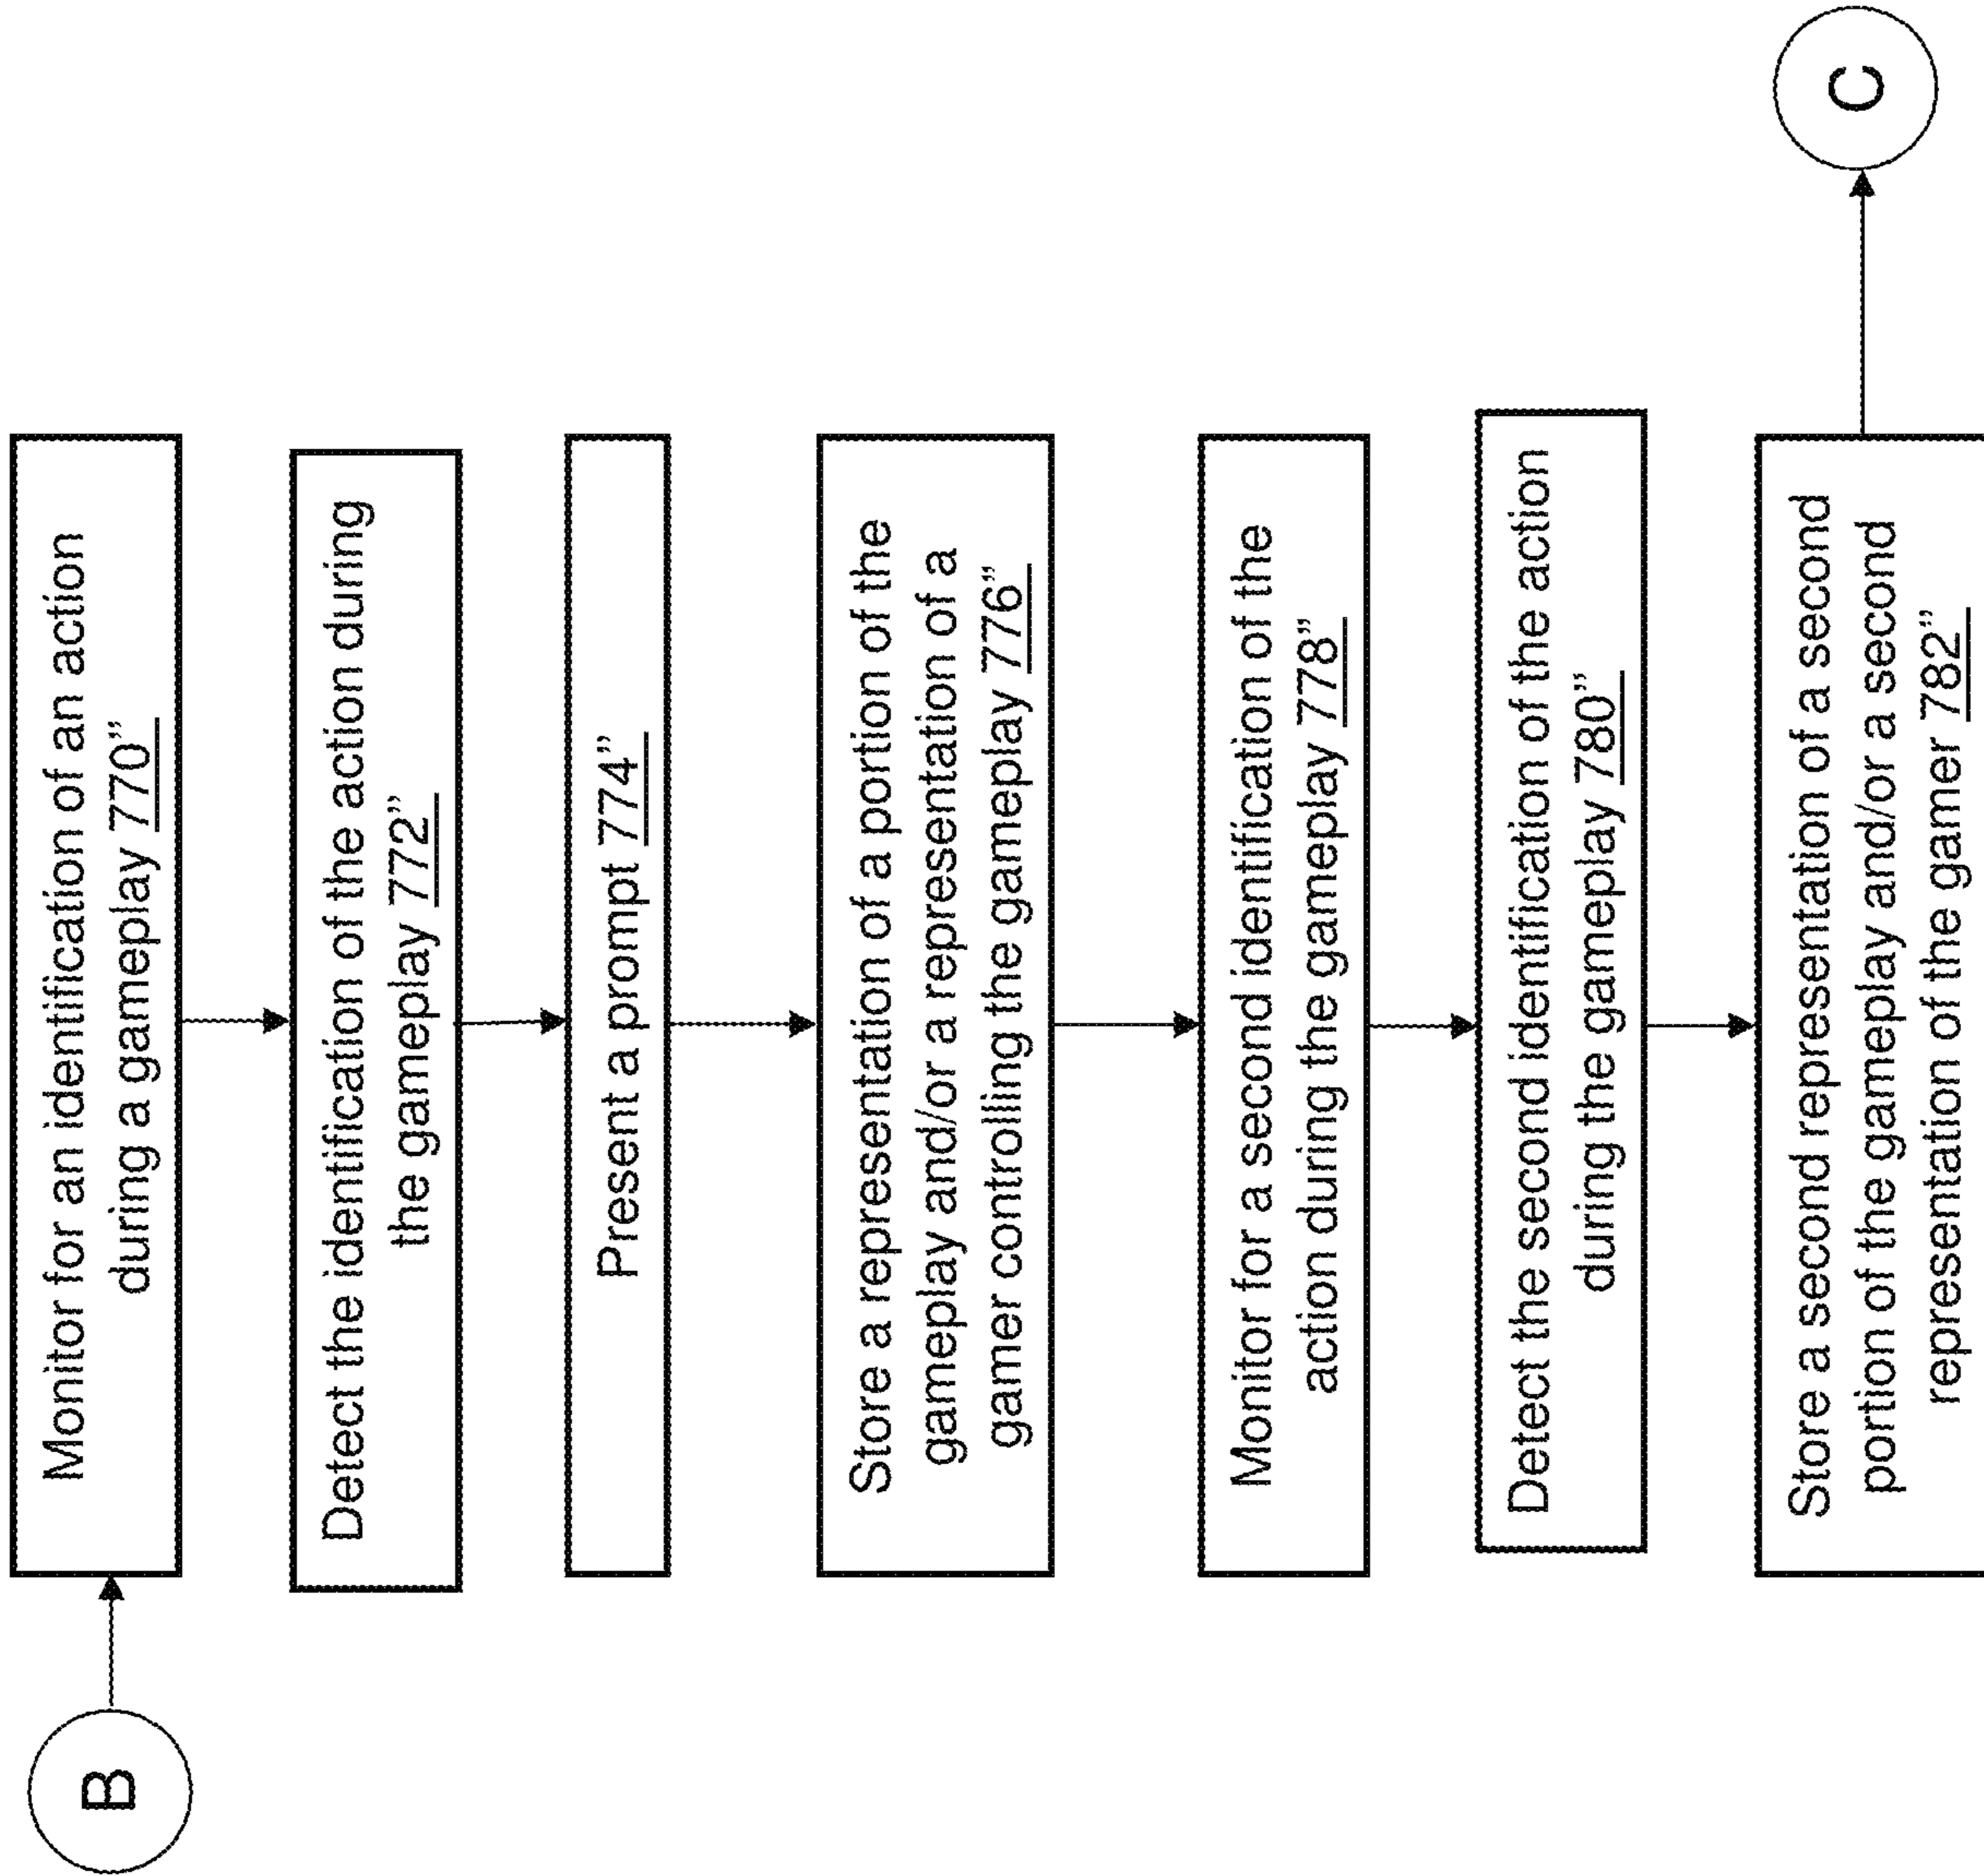 B
Monitor for an identification of an action
during a gameplay 770”
Detect the identification of the action during
the gameplay 772”
Present a prompt 774”
Store a representation of a portion of the
gameplay and/or a representation of a
gamer controlling the gameplay 776”
Monitor for a second identification of the
action during the gameplay 778”
Detect the second identification of the action
during the gameplay 780”
Store a second representation of a second
portion of the gameplay and/or a second
representation of the gamer 782”
C